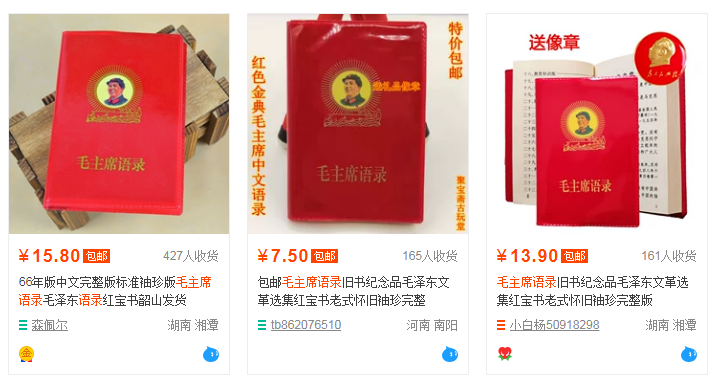 毛主席语录
¥15.80 包邮 427人收货
66年版中文完整版标准袖珍版毛主席
语录毛泽东语录红宝书韶山发货
森佩尔 湖南 湘潭
金
特价包邮
红色金典毛主席中文语录
送礼品像章
毛主席语录
聚宝斋古玩堂
¥7.50 包邮 165人收货
包邮毛主席语录旧书纪念品毛泽东文
革选集红宝书老式怀旧袖珍完整
tb862076510 河南 南阳
送像章
毛主席语录
¥13.90 包邮 161人收货
毛主席语录旧书纪念品毛泽东文革选
集红宝书老式怀旧袖珍完整版
小白杨50918298 湖南 湘潭